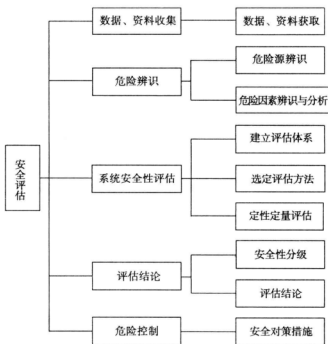 数据、资料收集
数据、资料获取
危险辨识
危险源辨识
危险因素辨识与分析
安全评估
系统安全性评估
建立评估体系
选定评估方法
定性定量评估
评估结论
安全性分级
评估结论
危险控制
安全对策措施